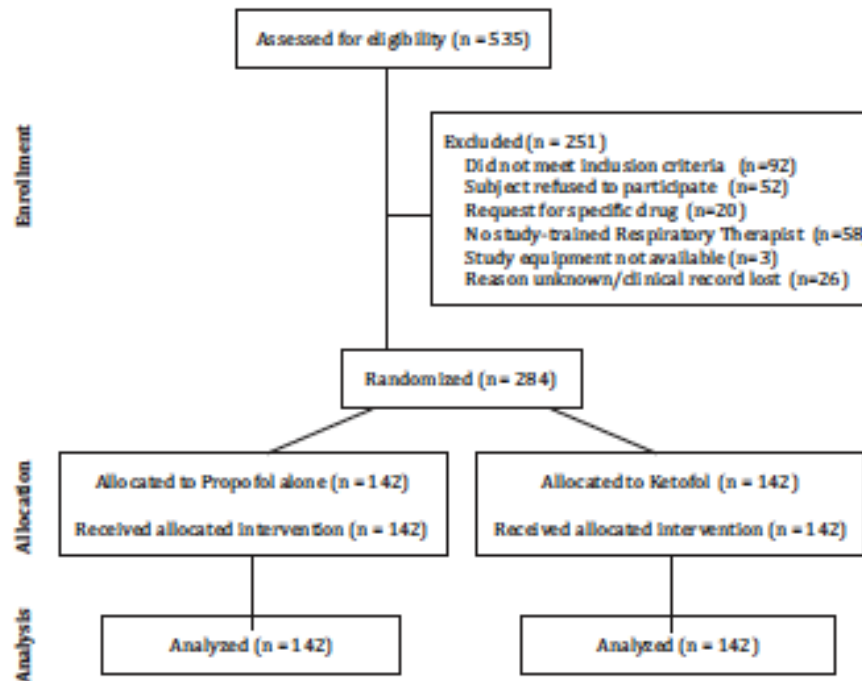 Assessed for eligibility (n = 535)
Enrollment
Excluded (n = 251)
Did not meet inclusion criteria (n=92)
Subject refused to participate (n=52)
Request for specific drug (n=20)
No study-trained Respiratory Therapist (n=58
Study equipment not available (n=3)
Reason unknown/clinical record lost (n=26)
Randomized (n = 284)
Allocation
Allocated to Propofol alone (n = 142)
Received allocated intervention (n = 142)
Allocated to Ketofol (n = 142)
Received allocated intervention (n = 142)
Analysis
Analyzed (n = 142)
Analyzed (n = 142)